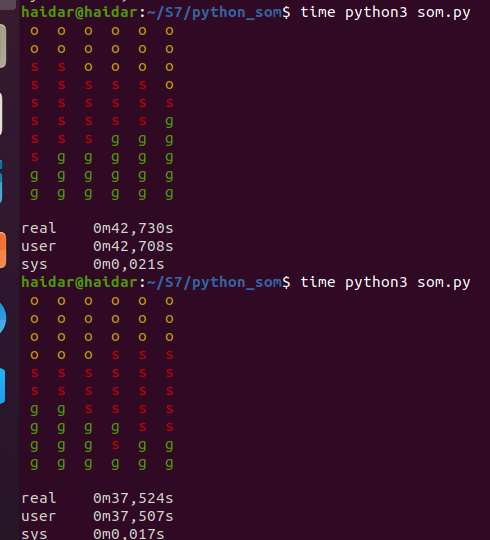 haidar@haidar:~/S7/python_som$ time python3 som.py
o o o o o o
o o o o o o
s s o o o o
s s s s s o
s s s s s s
s s s s s g
s s s g g g
s g g g g g
g g g g g g
g g g g g g
real 0m42,730s
user 0m42,708s
sys 0m0,021s
haidar@haidar:~/S7/python_som$ time python3 som.py
o o o o o o
o o o o o o
o o o o o o
o o o s s s
s s s s s s
s s s s s s
g g s s s s
g g g g s s
g g g s g g
g g g g g g
real 0m37,524s
user 0m37,507s
sys 0m0,017s